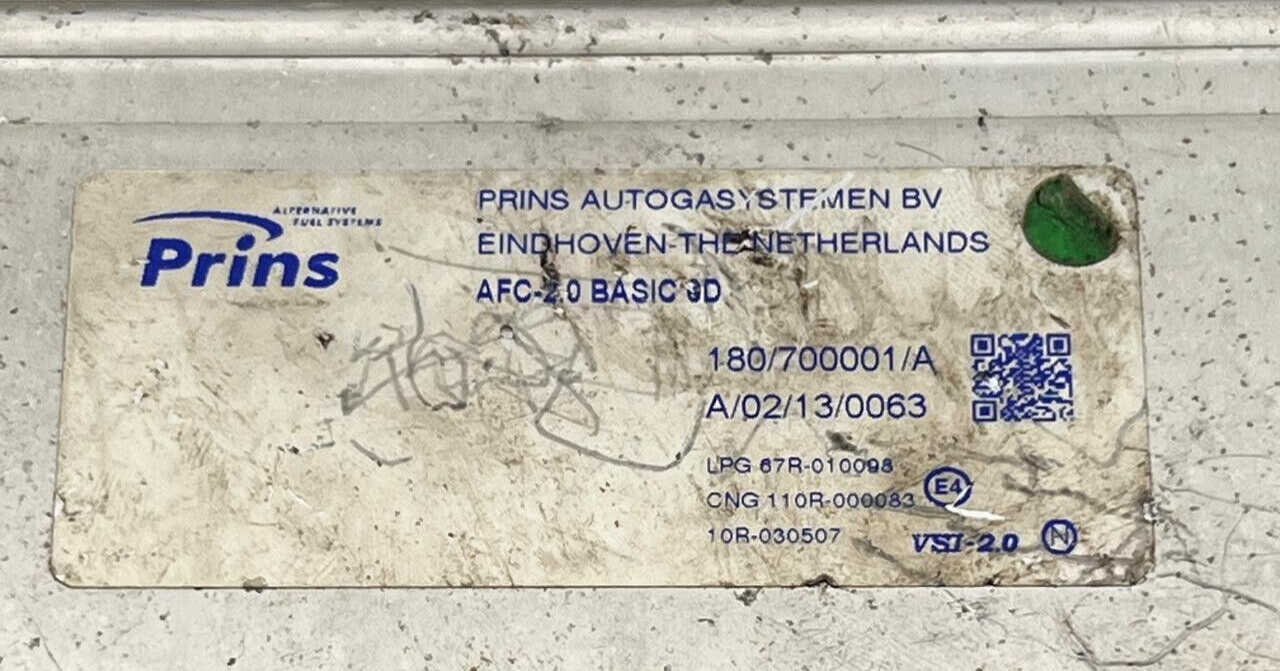 ALTERNATIVE
FUEL SYSTEMS
Prins
PRINS AUTOGASYSTEMEN BV
EINDHOVEN-THE NETHERLANDS
AFC-2.0 BASIC
180/700001/A
A/02/13/0063
LPG 67R-010098
CNG 110R-000083
E4
10R-030507
VSI-2.0
N